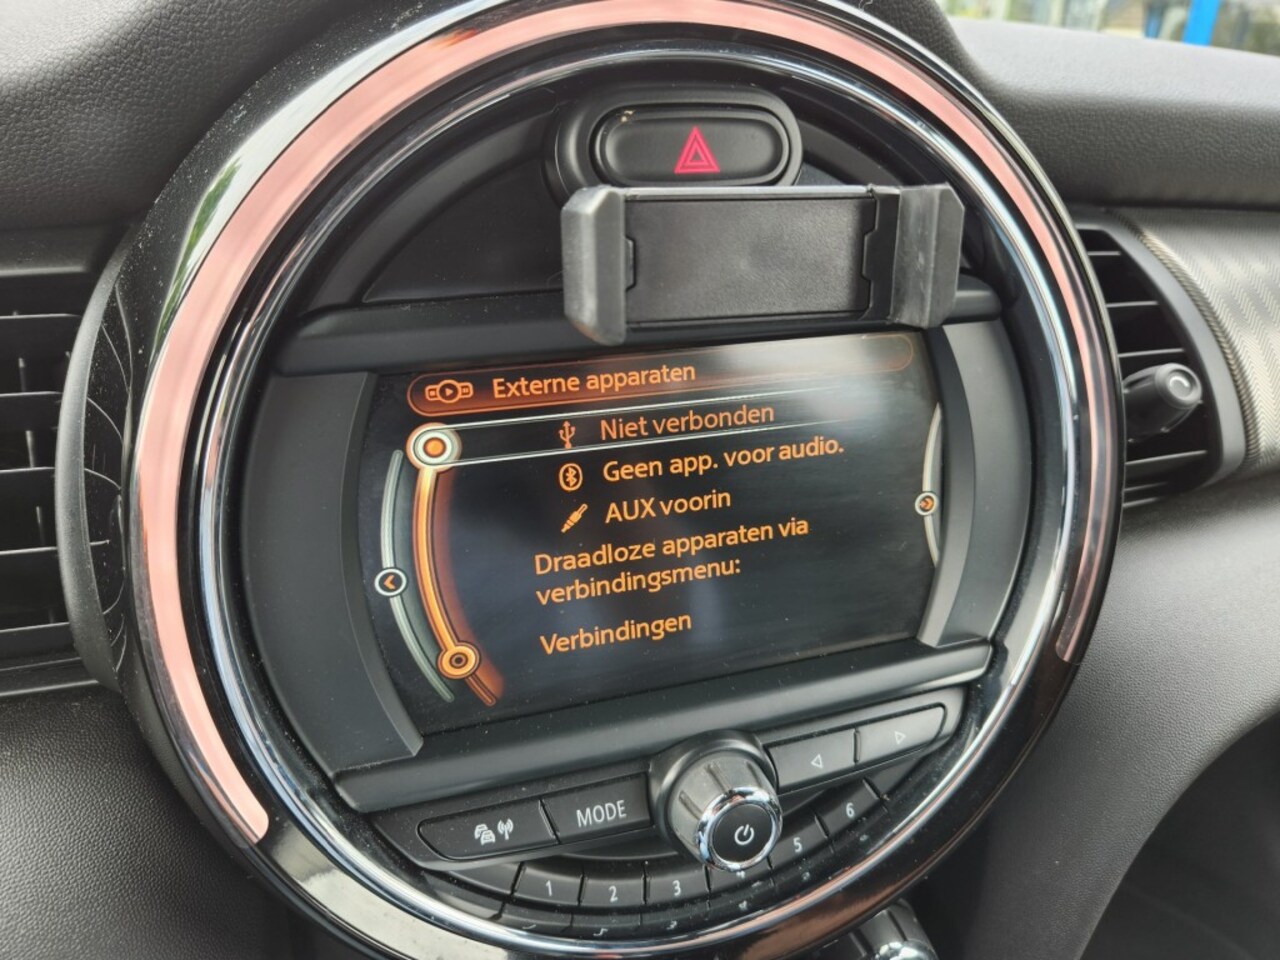 Externe apparaten
Niet verbonden
Geen app. voor audio.
AUX voorin
Draadloze apparaten via
verbindingsmenu:
Verbindingen
MODE
1 2 3 4 5 6